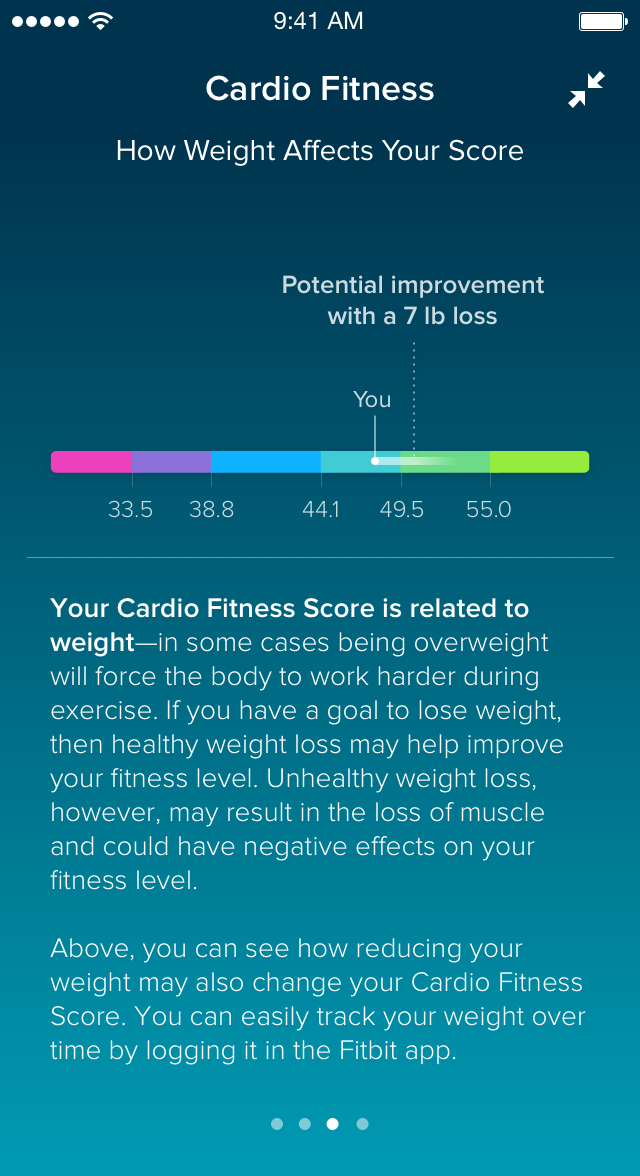 9:41 AM
Cardio Fitness
How Weight Affects Your Score
Potential improvement
with a 7 lb loss
You
33.5 38.8 44.1 49.5 55.0
Your Cardio Fitness Score is related to
weight—in some cases being overweight
will force the body to work harder during
exercise. If you have a goal to lose weight,
then healthy weight loss may help improve
your fitness level. Unhealthy weight loss,
however, may result in the loss of muscle
and could have negative effects on your
fitness level.
Above, you can see how reducing your
weight may also change your Cardio Fitness
Score. You can easily track your weight over
time by logging it in the Fitbit app.